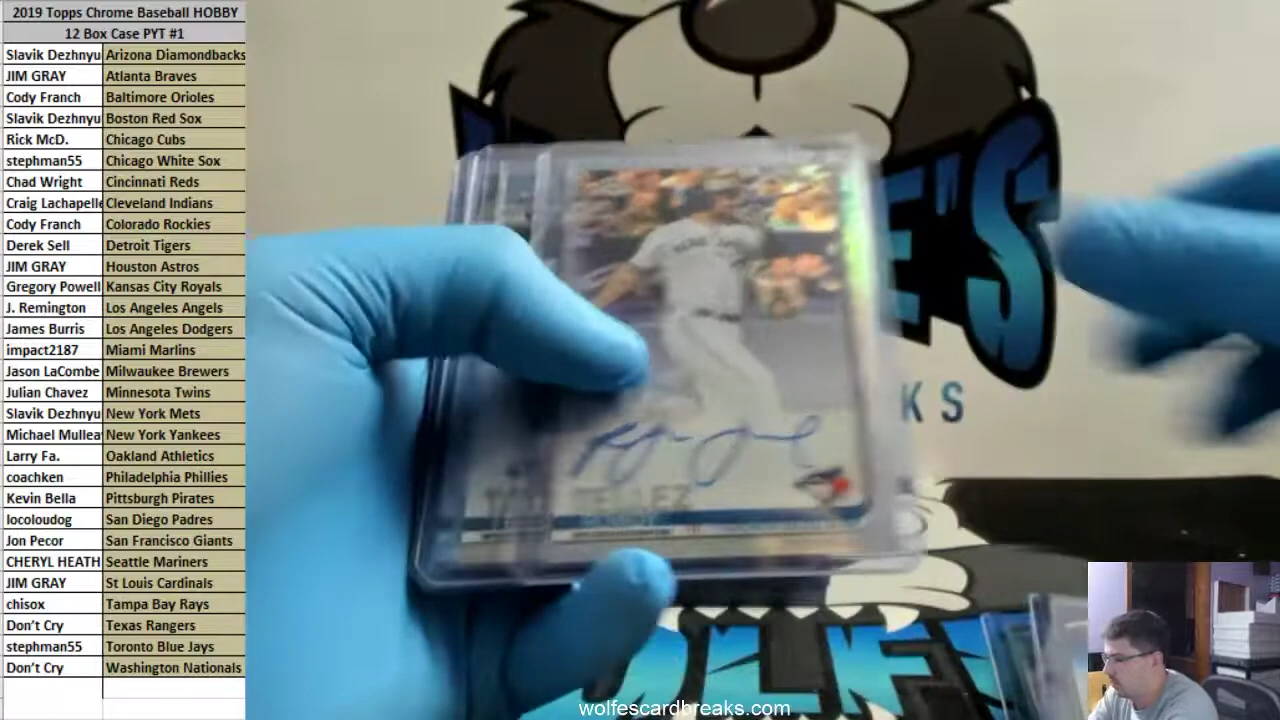 2019 Topps Chrome Baseball HOBBY
12 Box Case PYT #1
Slavik Dezhnyu Arizona Diamondbacks
JIM GRAY Atlanta Braves
Cody Franch Baltimore Orioles
Slavik Dezhnyu Boston Red Sox
Rick McD. Chicago Cubs
stephman55 Chicago White Sox
Chad Wright Cincinnati Reds
Craig Lachapelle Cleveland Indians
Cody Franch Colorado Rockies
Derek Sell Detroit Tigers
JIM GRAY Houston Astros
Gregory Powell Kansas City Royals
J. Remington Los Angeles Angels
James Burris Los Angeles Dodgers
impact2187 Miami Marlins
Jason LaCombe Milwaukee Brewers
Julian Chavez Minnesota Twins
Slavik Dezhnyu New York Mets
Michael Mullea New York Yankees
Larry Fa. Oakland Athletics
coachken Philadelphia Phillies
Kevin Bella Pittsburgh Pirates
locoloudog San Diego Padres
Jon Pecor San Francisco Giants
CHERYL HEATH Seattle Mariners
JIM GRAY St Louis Cardinals
chisox Tampa Bay Rays
Don't Cry Texas Rangers
stephman55 Toronto Blue Jays
Don't Cry Washington Nationals
E'S
KS
TELLEZ
wolfescardbreaks.com